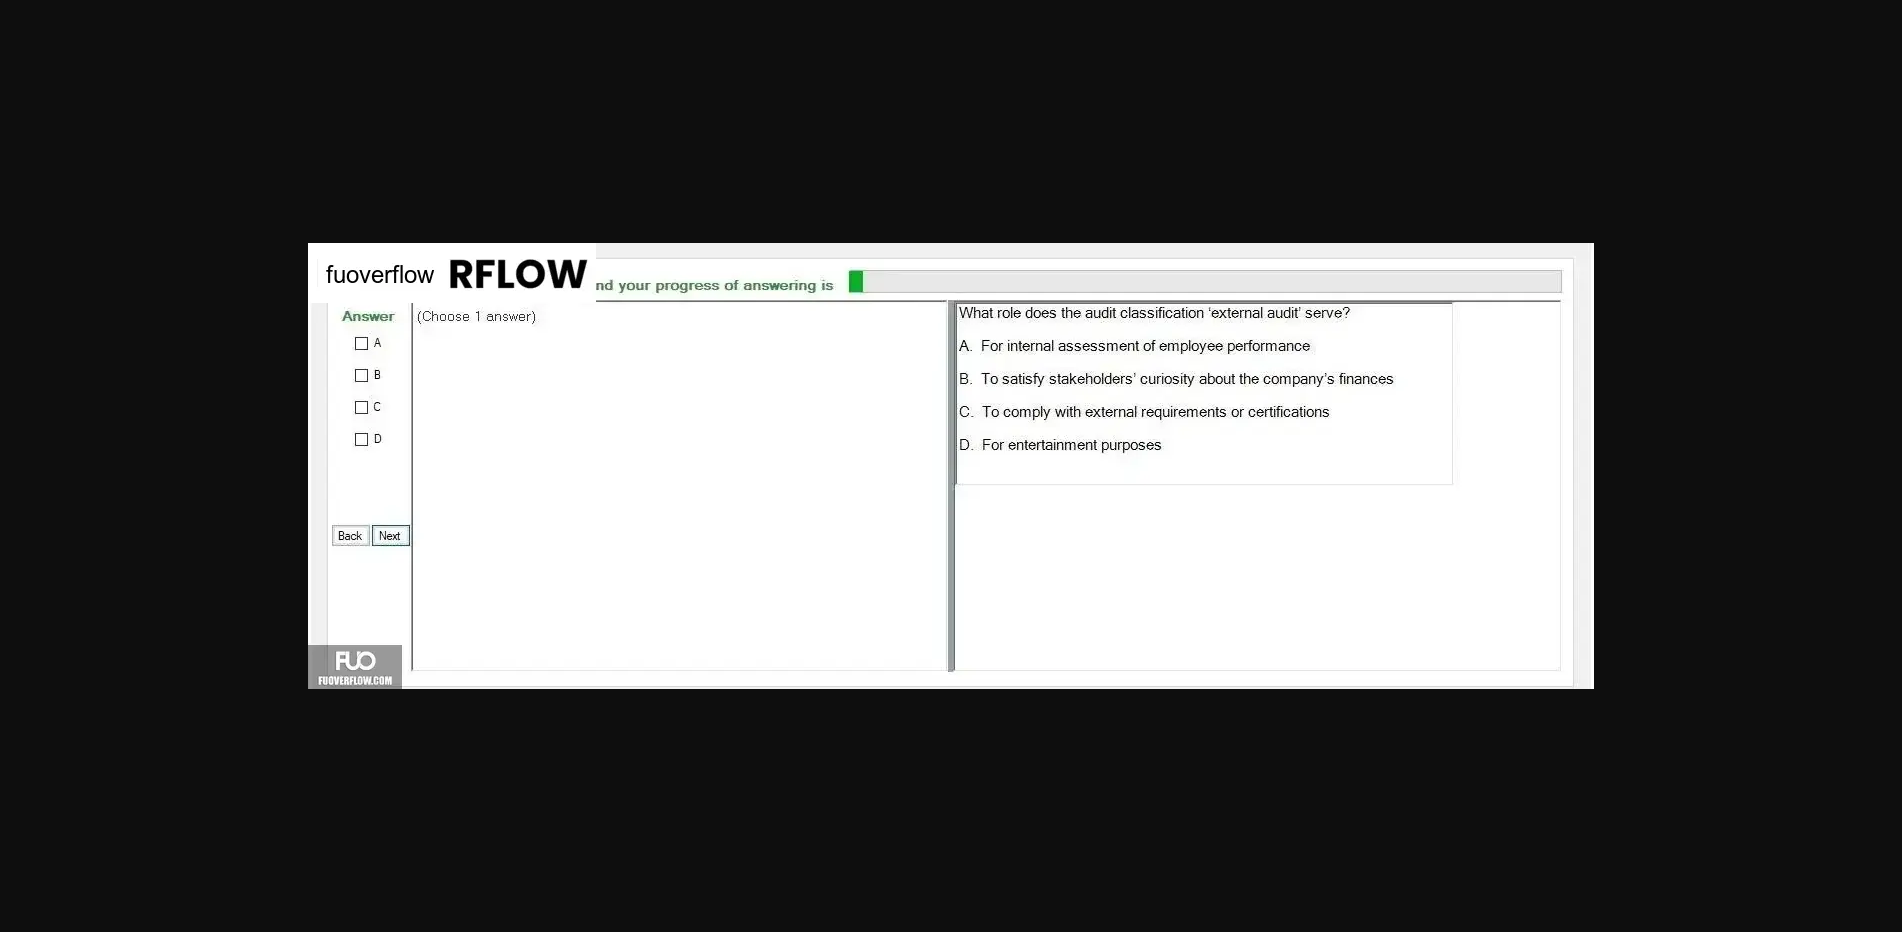 fuoverflow RFLOW
nd your progress of answering is
Answer
(Choose 1 answer)
A
B
C
D
Back Next
What role does the audit classification ‘external audit’ serve?
A. For internal assessment of employee performance
B. To satisfy stakeholders’ curiosity about the company’s finances
C. To comply with external requirements or certifications
D. For entertainment purposes
FUO
FUOVERFLOW.COM